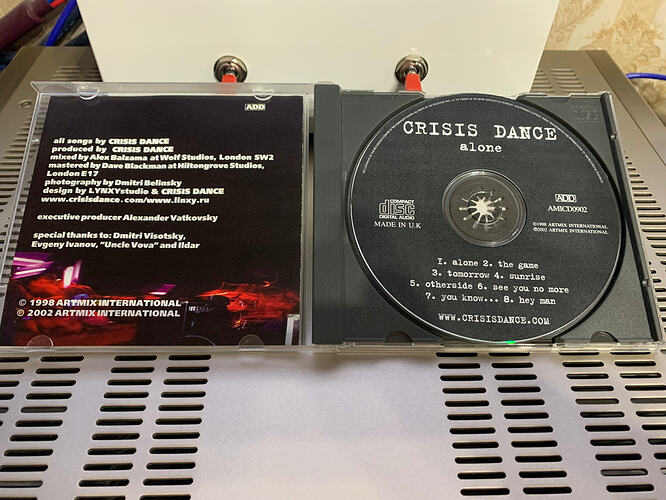 ADD
all songs by CRISIS DANCE
produced by CRISIS DANCE
mixed by Alex Balzama at Wolf Studios, London SW2
mastered by Dave Blackman at Hiltongrove Studios,
London E17
photography by Dmitri Belinsky
design by LYNXYstudio & CRISIS DANCE
www.crisisdance.com/www.linxy.ru
executive producer Alexander Vatkovsky
special thanks to: Dmitri Visotsky,
Evgeny Ivanov, "Uncle Vova" and Ildar
© 1998 ARTMIX INTERNATIONAL
℗ 2002 ARTMIX INTERNATIONAL
CRISIS DANCE
alone
COMPACT
disc
DIGITAL AUDIO
MADE IN U.K
ADD
AMICD0902
©1998 ARTMIX INTERNATIONAL
℗2002 ARTMIX INTERNATIONAL
1. alone 2. the game
3. tomorrow 4. sunrise
5. otherside 6. see you no more
7. you know... 8. hey man
WWW.CRISISDANCE.COM